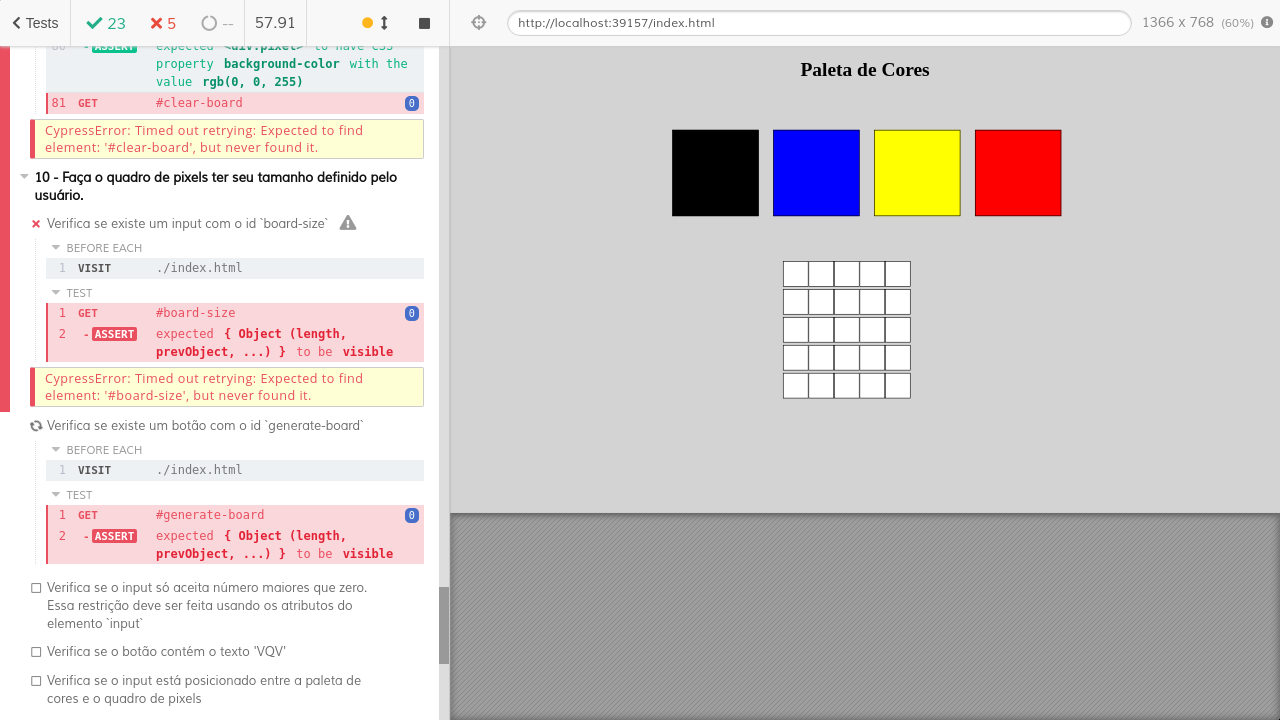 Tests 23 5 -- 57.91 http://localhost:39157/index.html 1366 x 768 (60%)
80 - ASSERT expected <div.pixel> to have CSS
property background-color with the
value rgb(0, 0, 255)
81 GET #clear-board 0
CypressError: Timed out retrying: Expected to find
element: '#clear-board', but never found it.
10 - Faça o quadro de pixels ter seu tamanho definido pelo
usuário.
Verifica se existe um input com o id `board-size`
BEFORE EACH
1 VISIT ./index.html
TEST
1 GET #board-size 0
2 - ASSERT expected { Object (length,
prevObject, ...) } to be visible
CypressError: Timed out retrying: Expected to find
element: '#board-size', but never found it.
Verifica se existe um botão com o id `generate-board`
BEFORE EACH
1 VISIT ./index.html
TEST
1 GET #generate-board 0
2 - ASSERT expected { Object (length,
prevObject, ...) } to be visible
Verifica se o input só aceita número maiores que zero.
Essa restrição deve ser feita usando os atributos do
elemento `input`
Verifica se o botão contém o texto 'VQV'
Verifica se o input está posicionado entre a paleta de
cores e o quadro de pixels
Paleta de Cores